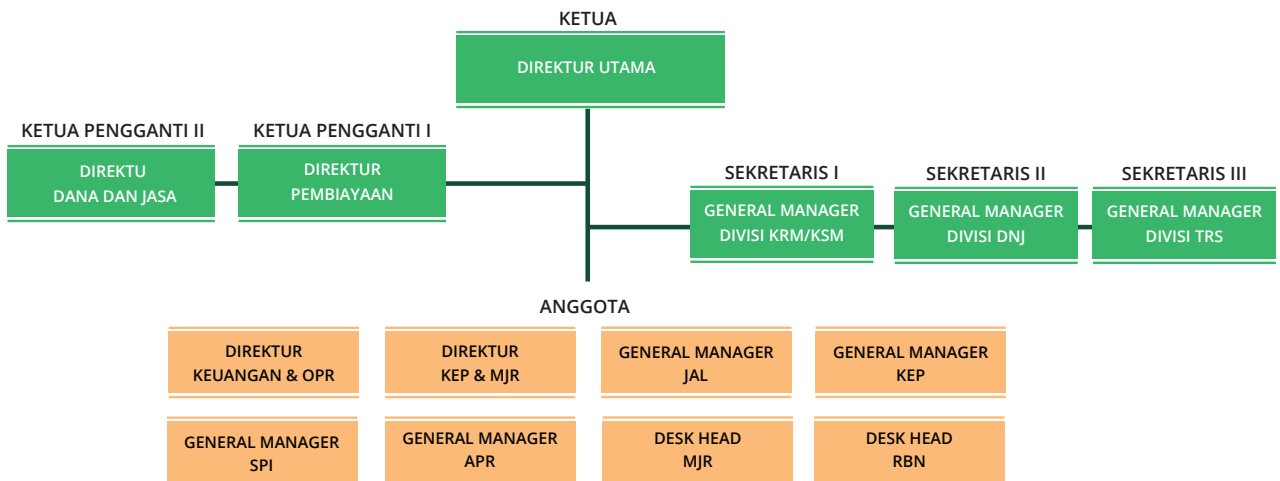 KETUA
DIREKTUR UTAMA
KETUA PENGGANTI II
DIREKTU
DANA DAN JASA
KETUA PENGGANTI I
DIREKTUR
PEMBIAYAAN
SEKRETARIS I
GENERAL MANAGER
DIVISI KRM/KSM
SEKRETARIS II
GENERAL MANAGER
DIVISI DNJ
SEKRETARIS III
GENERAL MANAGER
DIVISI TRS
ANGGOTA
DIREKTUR
KEUANGAN & OPR
DIREKTUR
KEP & MJR
GENERAL MANAGER
JAL
GENERAL MANAGER
KEP
GENERAL MANAGER
SPI
GENERAL MANAGER
APR
DESK HEAD
MJR
DESK HEAD
RBN